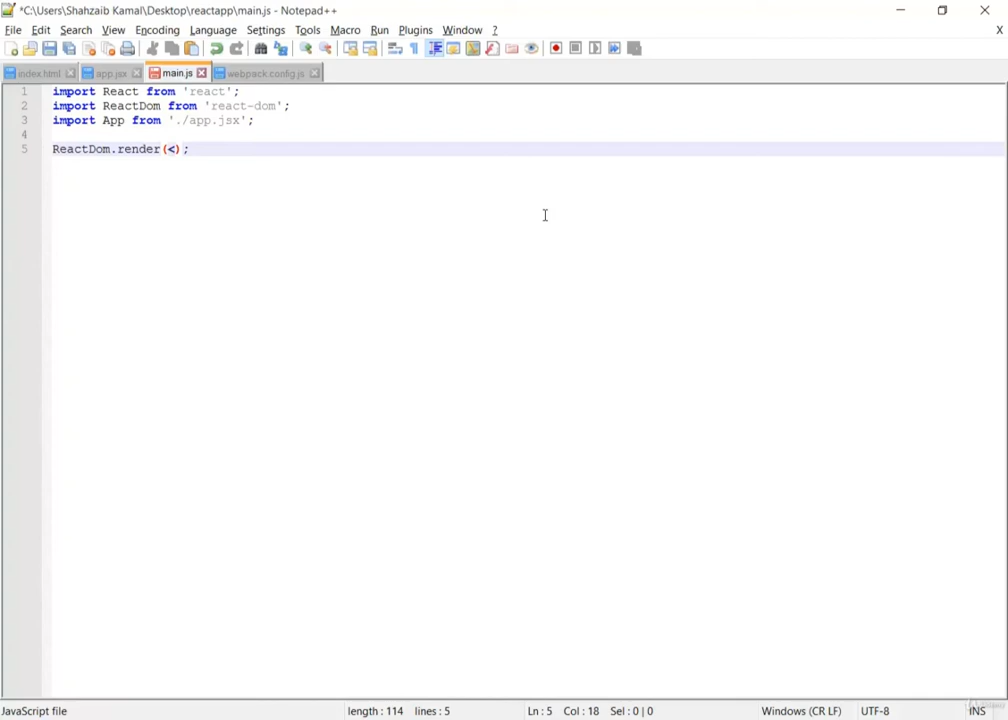 *C:\Users\Shahzaib Kamal\Desktop\reactapp\main.js - Notepad++
File Edit Search View Encoding Language Settings Tools Macro Run Plugins Window ? X
index.html app.jsx main.js webpack.config.js
1 import React from 'react';
2 import ReactDom from 'react-dom';
3 import App from './app.jsx';
4
5 ReactDom.render(<);
JavaScript file length : 114 lines : 5 Ln : 5 Col : 18 Sel : 0 | 0 Windows (CR LF) UTF-8 INS